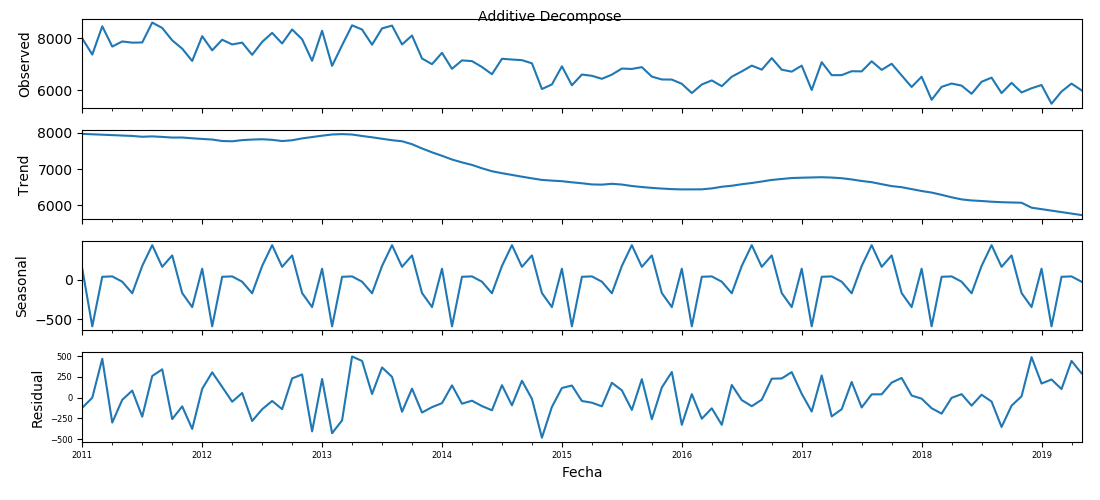 Additive Decompose
Observed
8000
6000
Trend
8000
7000
6000
Seasonal
0
−500
Residual
500
250
0
−250
−500
2011 2012 2013 2014 2015 2016 2017 2018 2019
Fecha